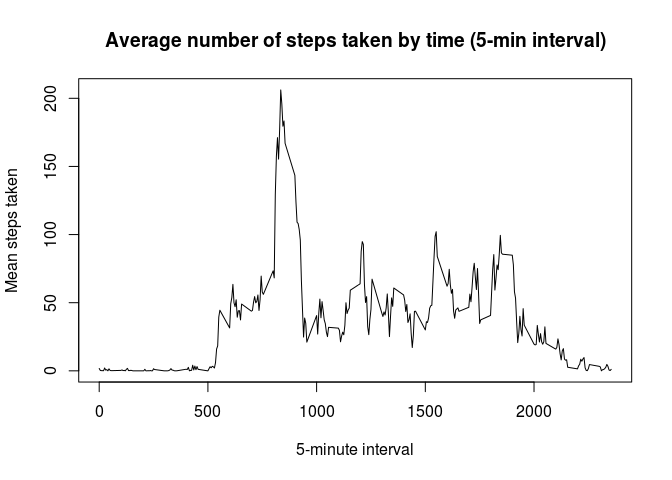 Average number of steps taken by time (5-min interval)
Mean steps taken
200
150
100
50
0
0 500 1000 1500 2000
5-minute interval